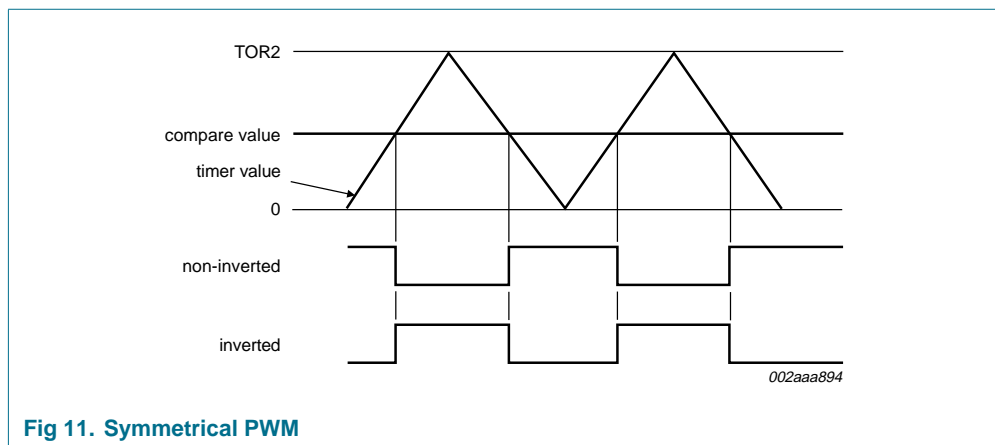 TOR2
compare value
timer value
0
non-inverted
inverted
002aaa894
Fig 11. Symmetrical PWM